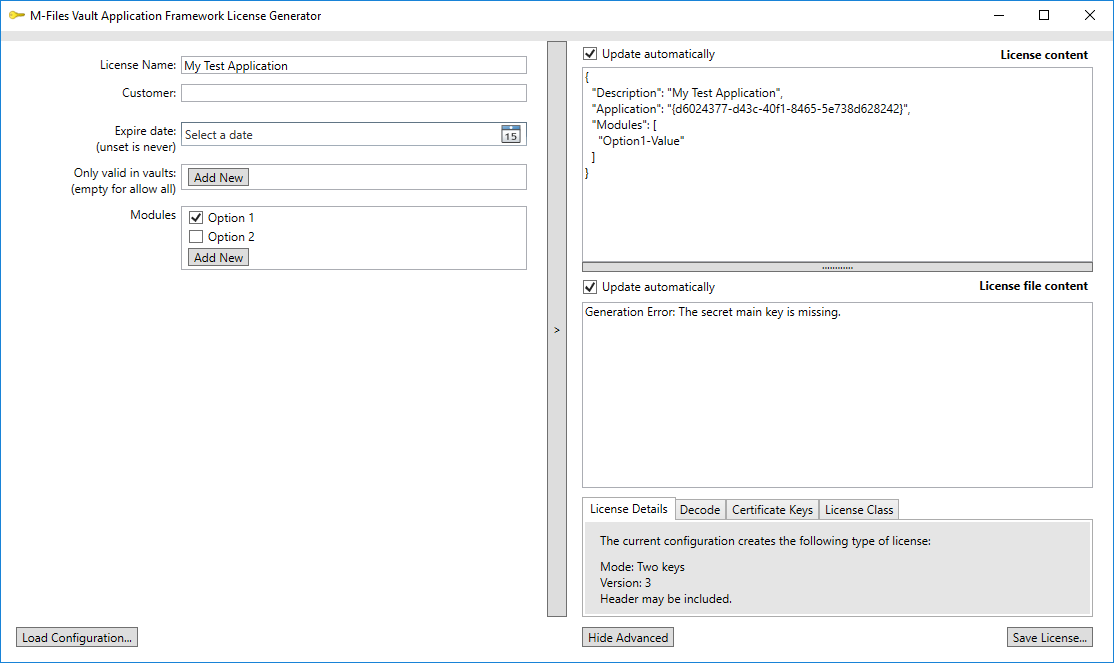 M-Files Vault Application Framework License Generator
License Name: My Test Application
Customer:
Expire date:
(unset is never)
Select a date
15
Only valid in vaults:
(empty for allow all)
Add New
Modules
Option 1
Option 2
Add New
Load Configuration...
>
Update automatically
License content
{
"Description": "My Test Application",
"Application": "{d6024377-d43c-40f1-8465-5e738d628242}",
"Modules": [
"Option1-Value"
]
}
Update automatically
License file content
Generation Error: The secret main key is missing.
License Details
Decode
Certificate Keys
License Class
The current configuration creates the following type of license:
Mode: Two keys
Version: 3
Header may be included.
Hide Advanced
Save License...